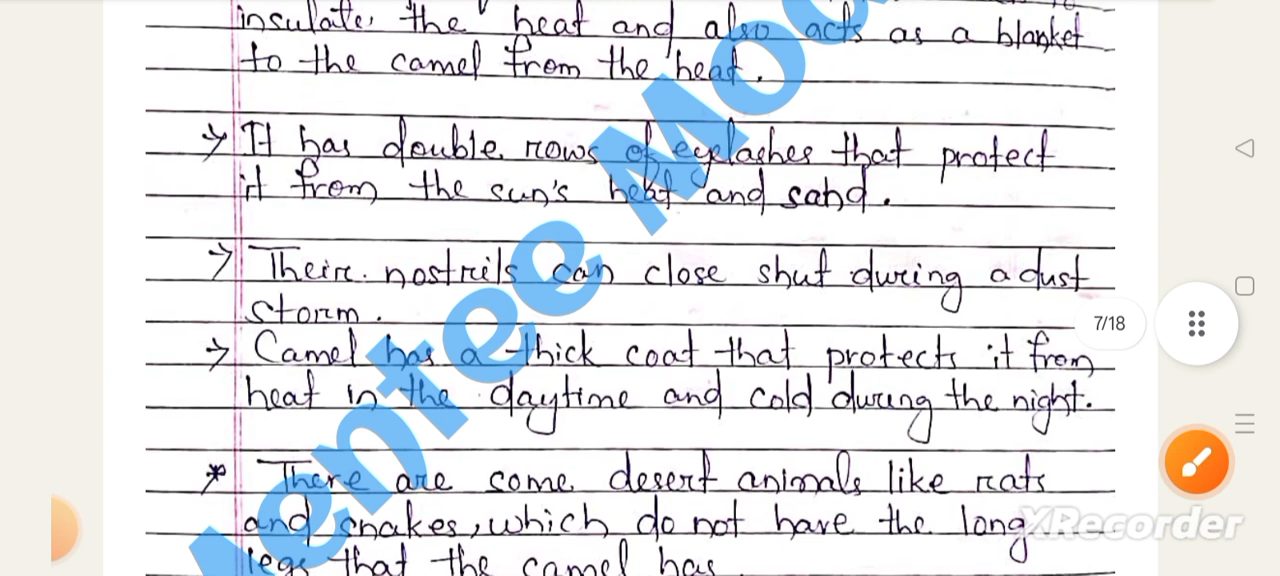 insulate the heat and also acts as a blanket
to the camel from the heat.
→ It has double rows of eyelashes that protect
it from the sun's heat and sand.
→ Their nostrils can close shut during a dust
storm.
→ Camel has a thick coat that protects it from
heat in the daytime and cold during the night.
* There are some desert animals like rats
and snakes, which do not have the long
legs that the camel has
7/18
XRecorder